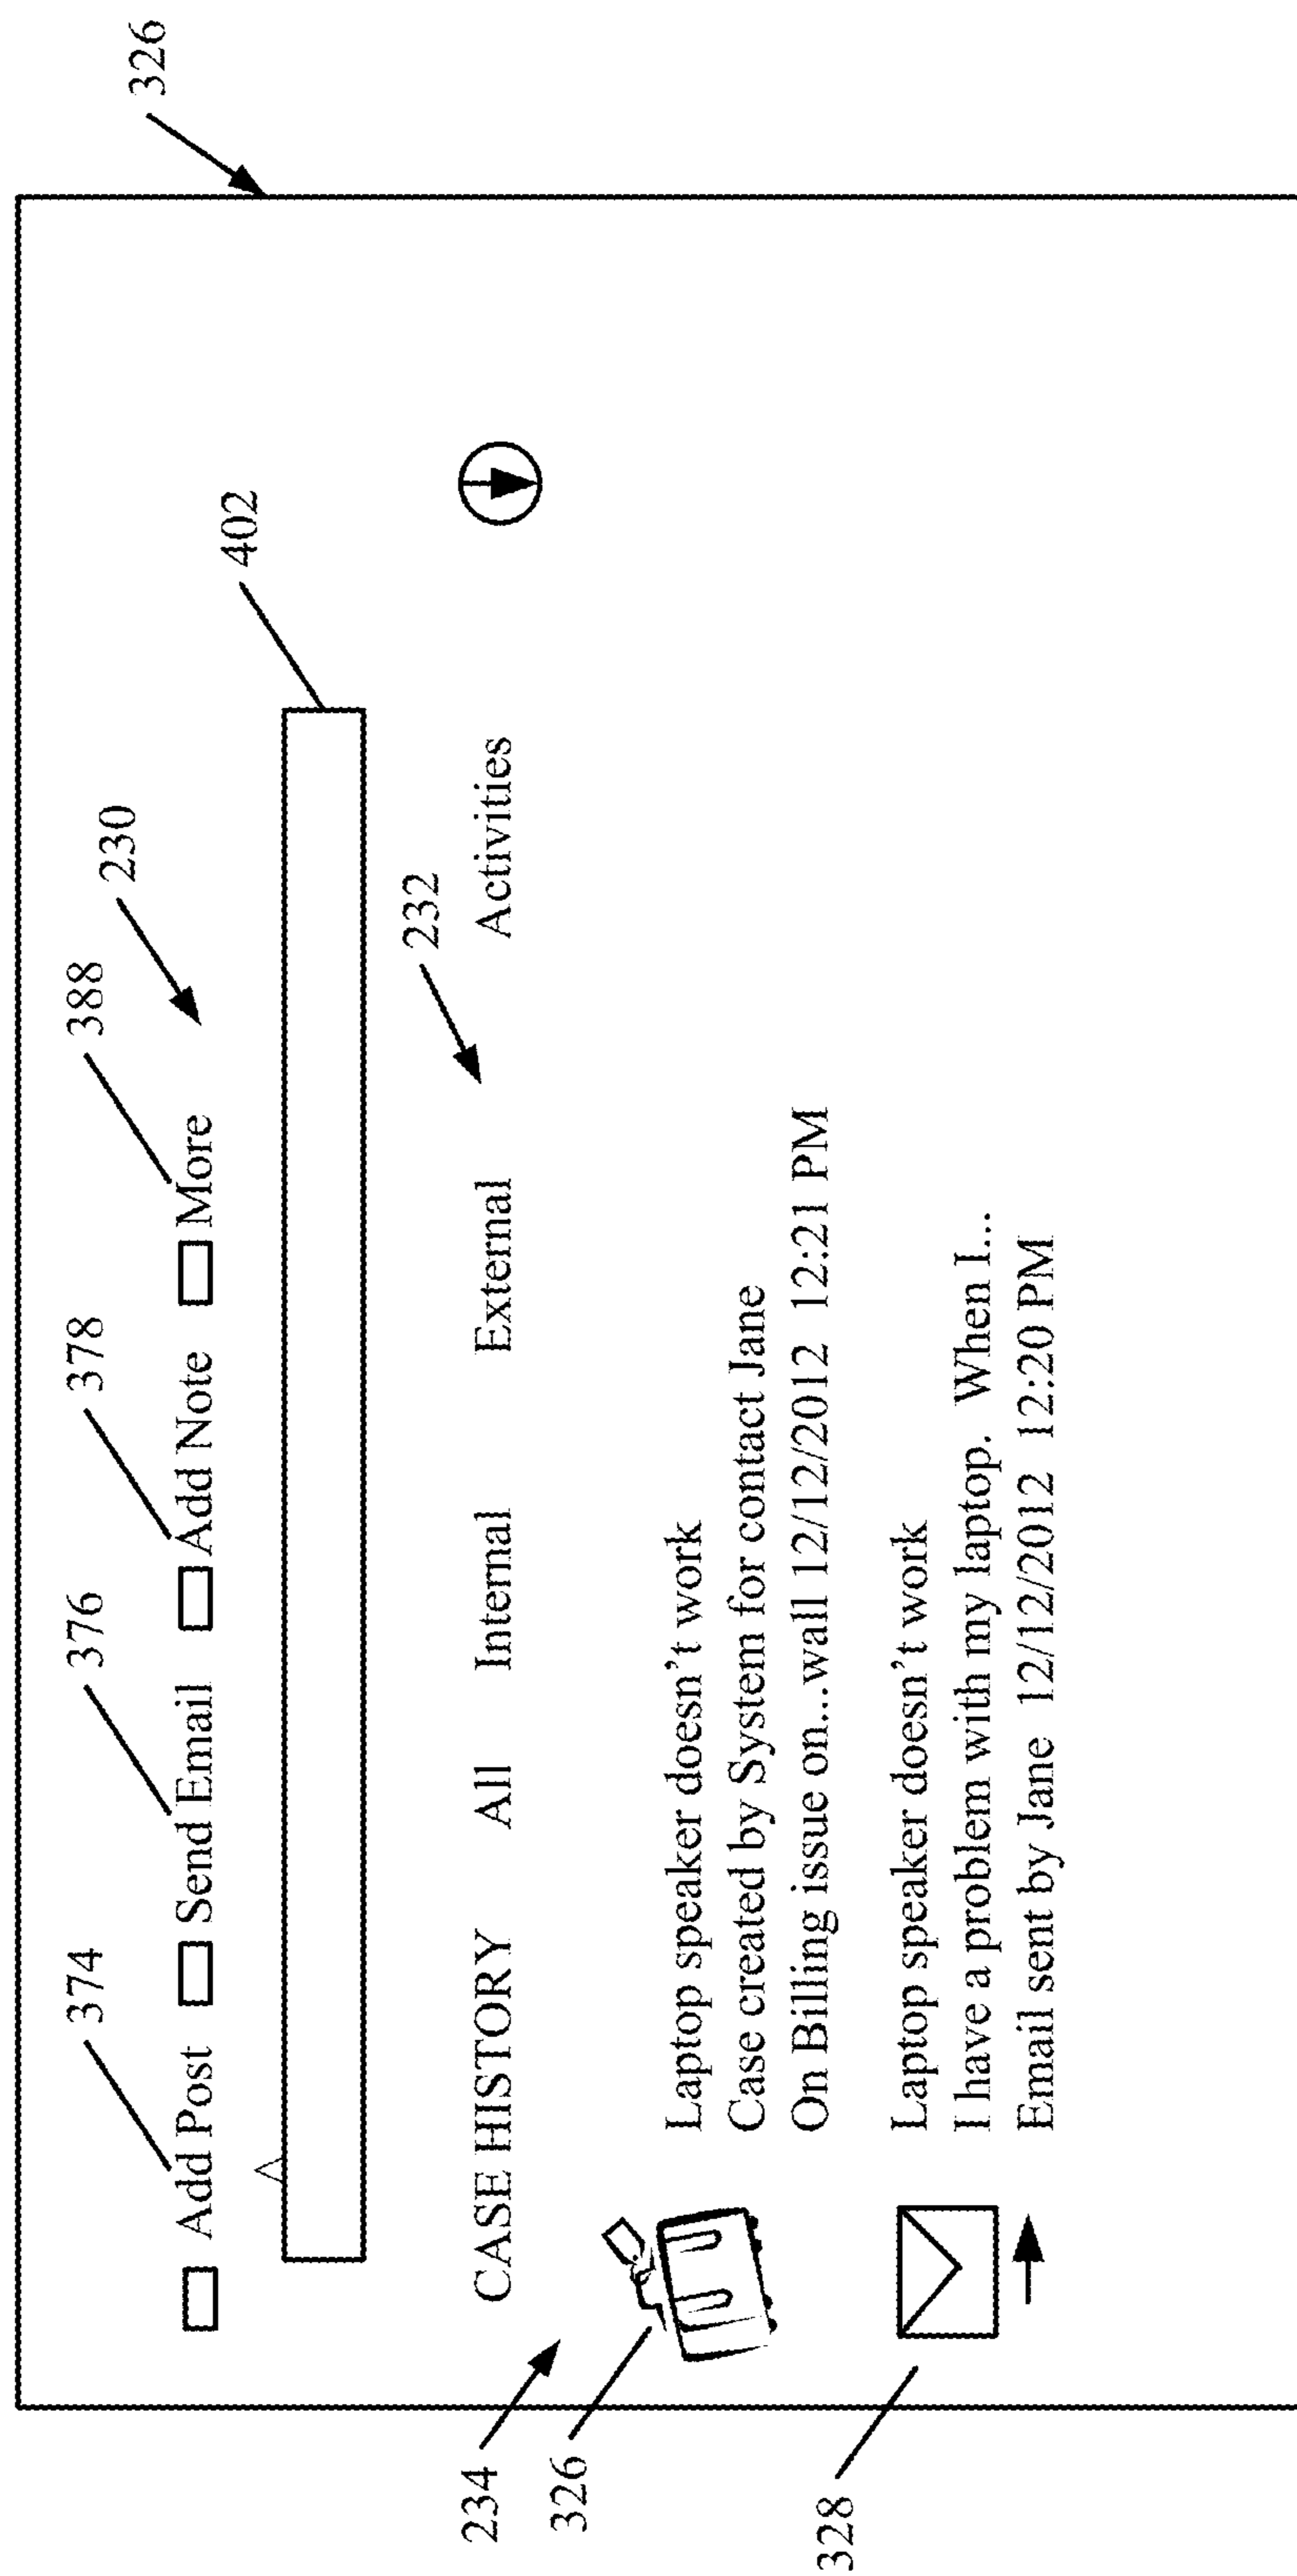 374
376
378
388
230
326
Add Post
Send Email
Add Note
More
402
232
CASE HISTORY
All
Internal
External
Activities
234
326
Laptop speaker doesn't work
Case created by System for contact Jane
On Billing issue on...wall 12/12/2012 12:21 PM
328
Laptop speaker doesn't work
I have a problem with my laptop. When I...
Email sent by Jane 12/12/2012 12:20 PM